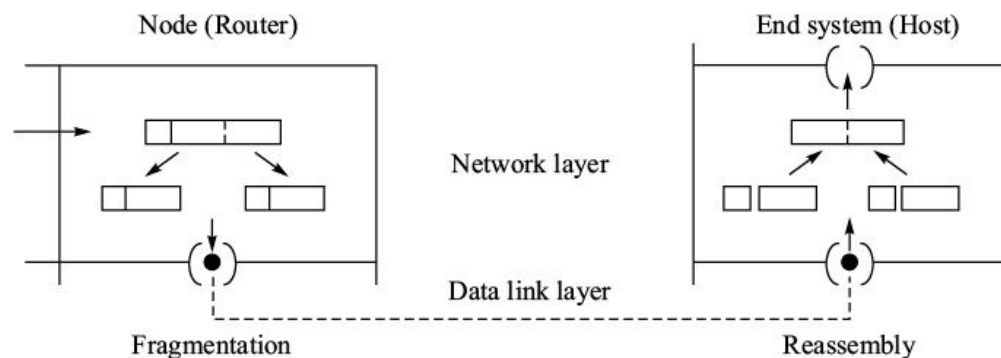 Node (Router)
End system (Host)
Network layer
Data link layer
Fragmentation
Reassembly